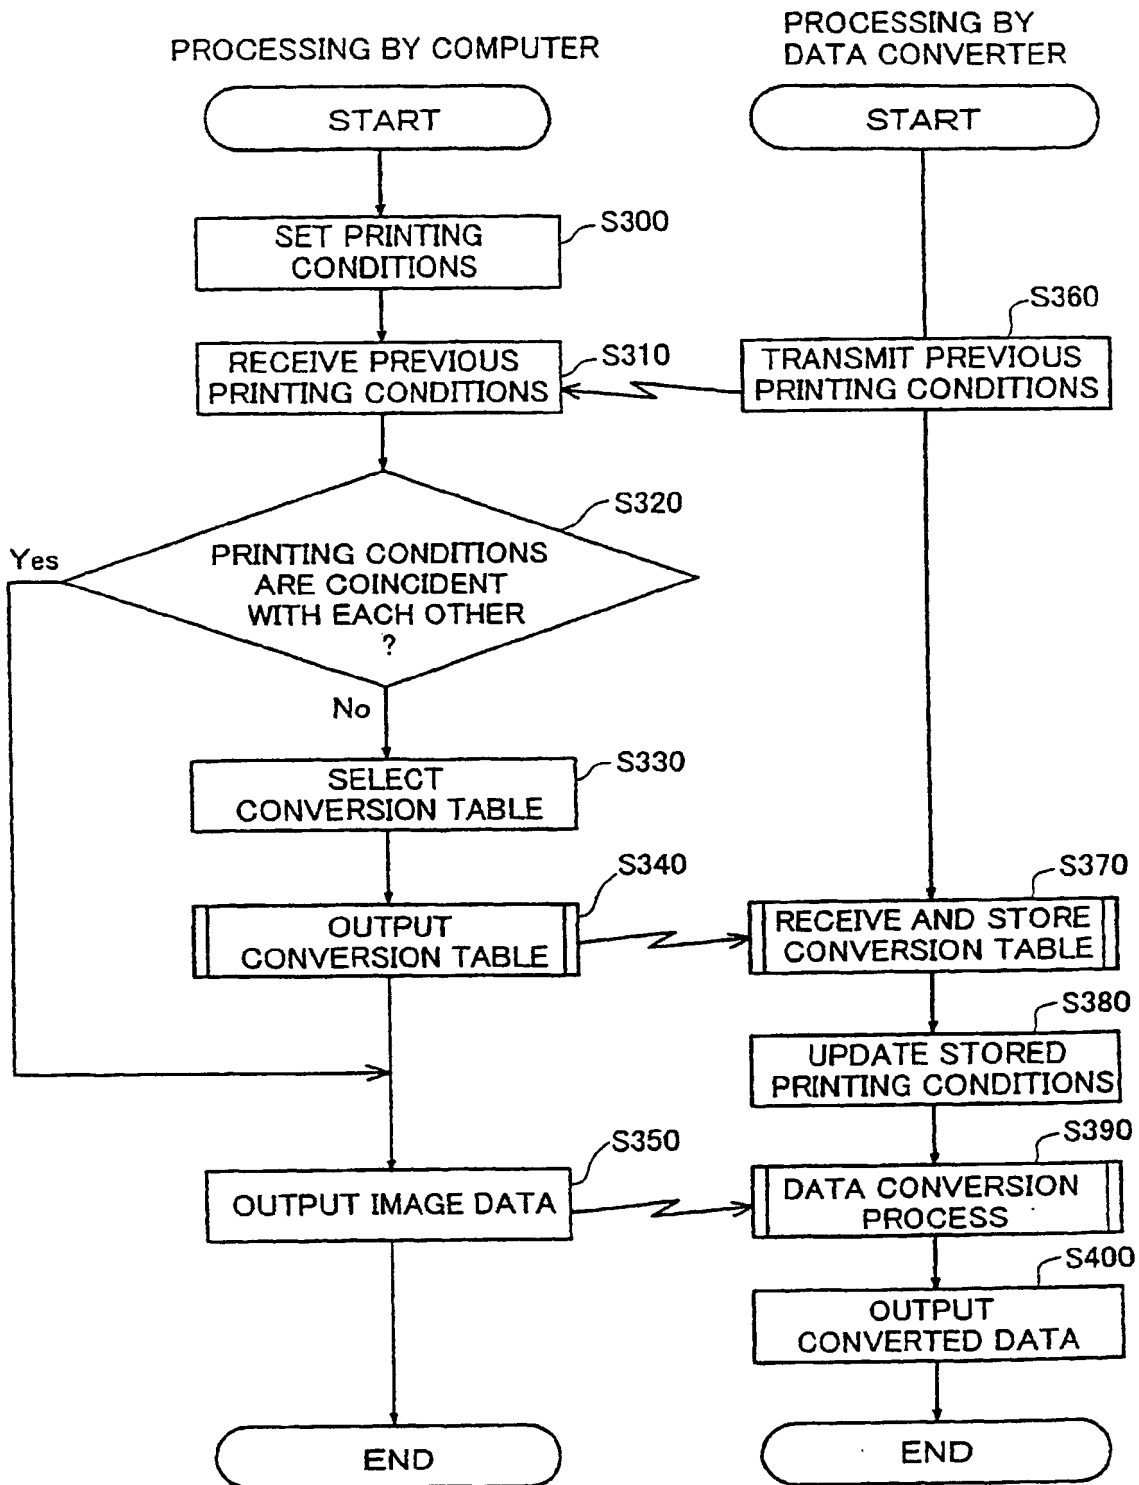 PROCESSING BY COMPUTER
START
SET PRINTING
CONDITIONS
S300
RECEIVE PREVIOUS
PRINTING CONDITIONS
S310
PRINTING CONDITIONS
ARE COINCIDENT
WITH EACH OTHER
?
S320
Yes
No
SELECT
CONVERSION TABLE
S330
OUTPUT
CONVERSION TABLE
S340
OUTPUT IMAGE DATA
S350
END
PROCESSING BY
DATA CONVERTER
START
TRANSMIT PREVIOUS
PRINTING CONDITIONS
S360
RECEIVE AND STORE
CONVERSION TABLE
S370
UPDATE STORED
PRINTING CONDITIONS
S380
DATA CONVERSION
PROCESS
S390
OUTPUT
CONVERTED DATA
S400
END